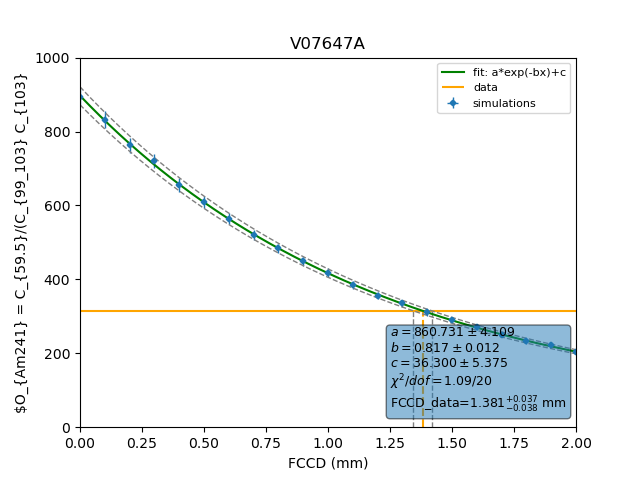 V07647A
$O_{Am241} = C_{59.5}/(C_{99_103} C_{103}
1000
800
600
400
200
0
fit: a*exp(-bx)+c
data
simulations
a = 860.731 ± 4.109
b = 0.817 ± 0.012
c = 36.300 ± 5.375
χ²/dof = 1.09/20
FCCD_data=1.381 +0.037 −0.038 mm
0.00 0.25 0.50 0.75 1.00 1.25 1.50 1.75 2.00
FCCD (mm)